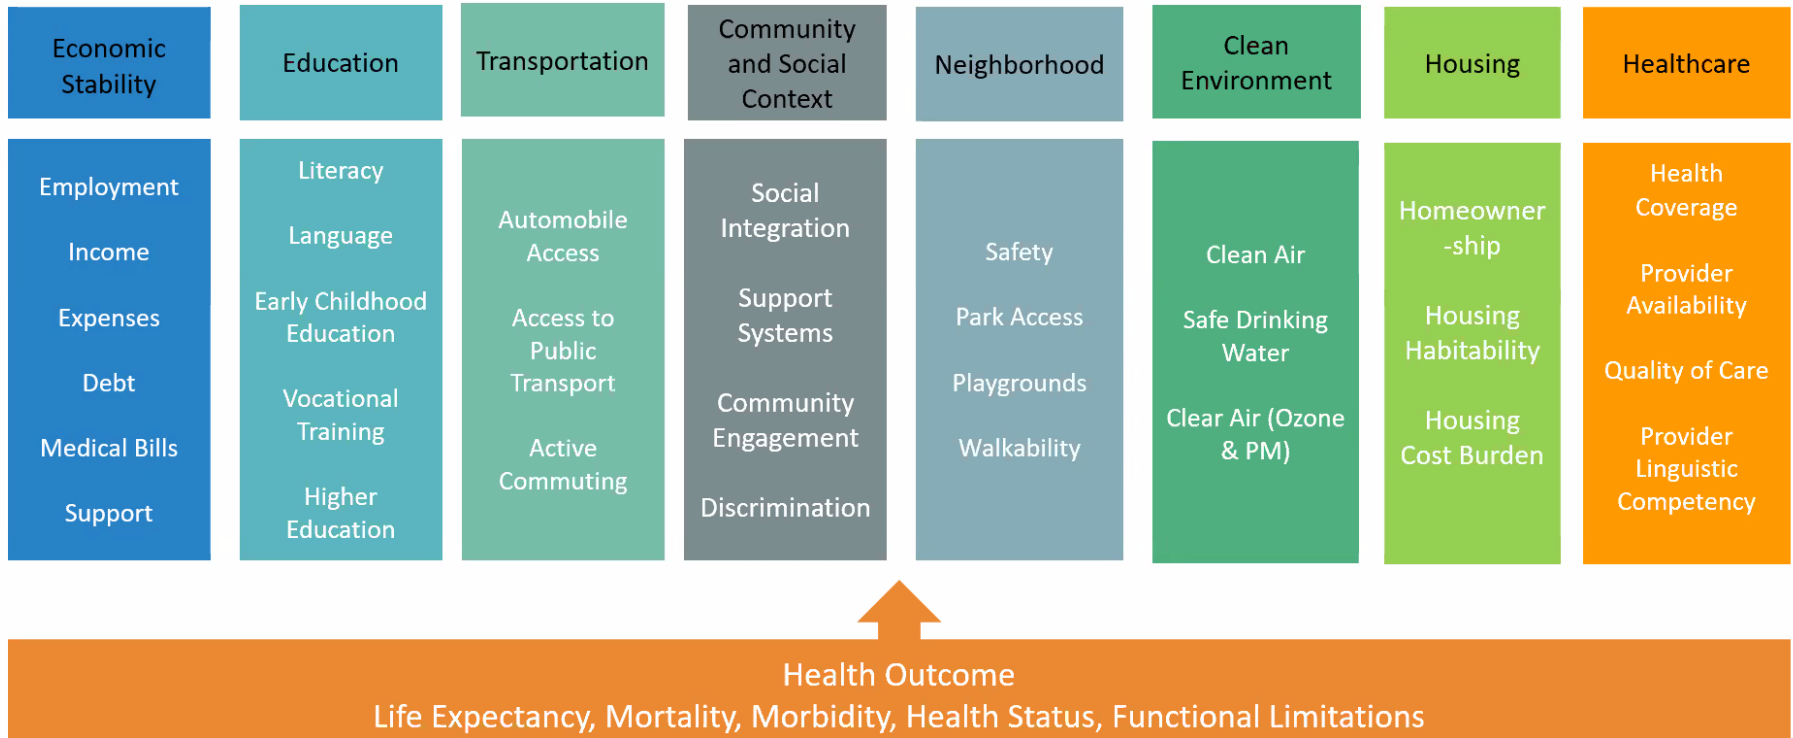 Economic
Stability
Education
Transportation
Community
and Social
Context
Neighborhood
Clean
Environment
Housing
Healthcare
Employment
Income
Expenses
Debt
Medical Bills
Support
Literacy
Language
Early Childhood
Education
Vocational
Training
Higher
Education
Automobile
Access
Access to
Public
Transport
Active
Commuting
Social
Integration
Support
Systems
Community
Engagement
Discrimination
Safety
Park Access
Playgrounds
Walkability
Clean Air
Safe Drinking
Water
Clear Air (Ozone
& PM)
Homeowner
-ship
Housing
Habitability
Housing
Cost Burden
Health
Coverage
Provider
Availability
Quality of Care
Provider
Linguistic
Competency
Health Outcome
Life Expectancy, Mortality, Morbidity, Health Status, Functional Limitations